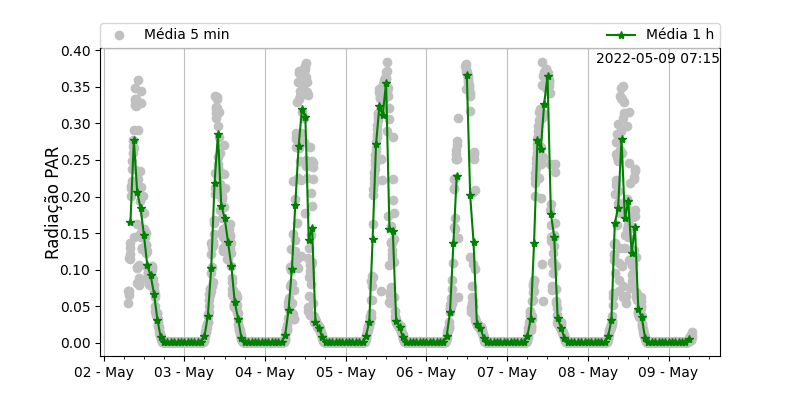 Média 5 min
Média 1 h
2022-05-09 07:15
Radiação PAR
0.40
0.35
0.30
0.25
0.20
0.15
0.10
0.05
0.00
02 - May
03 - May
04 - May
05 - May
06 - May
07 - May
08 - May
09 - May